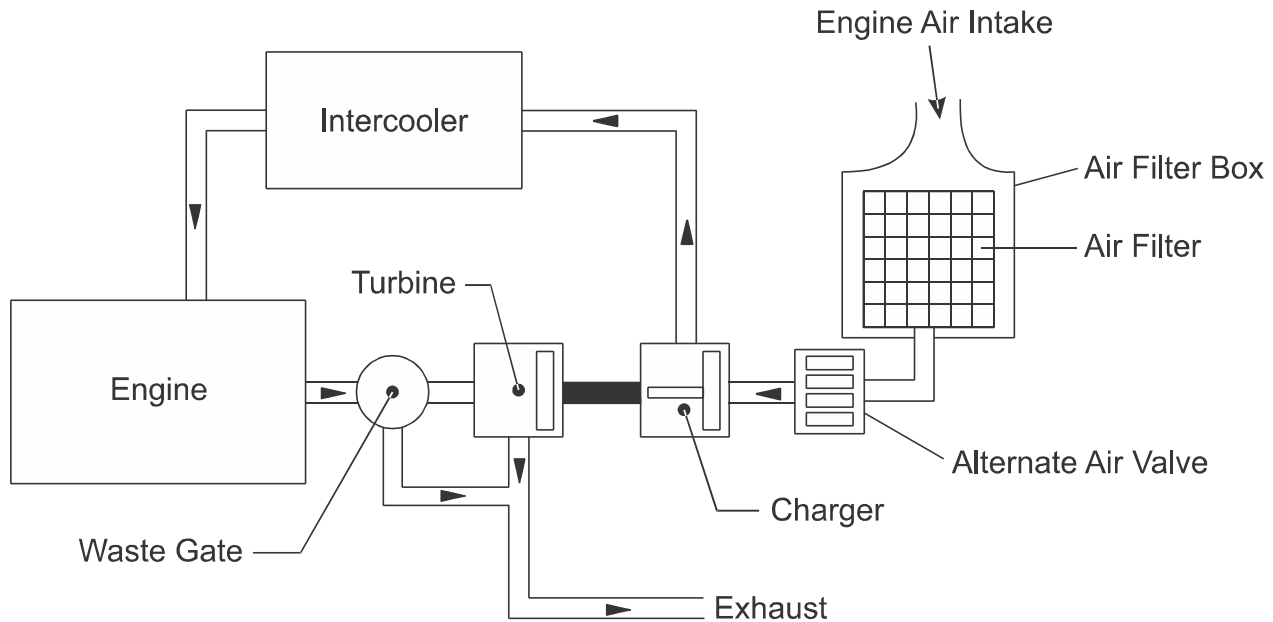 Engine Air Intake
Intercooler
Air Filter Box
Air Filter
Turbine
Engine
Alternate Air Valve
Charger
Waste Gate
Exhaust